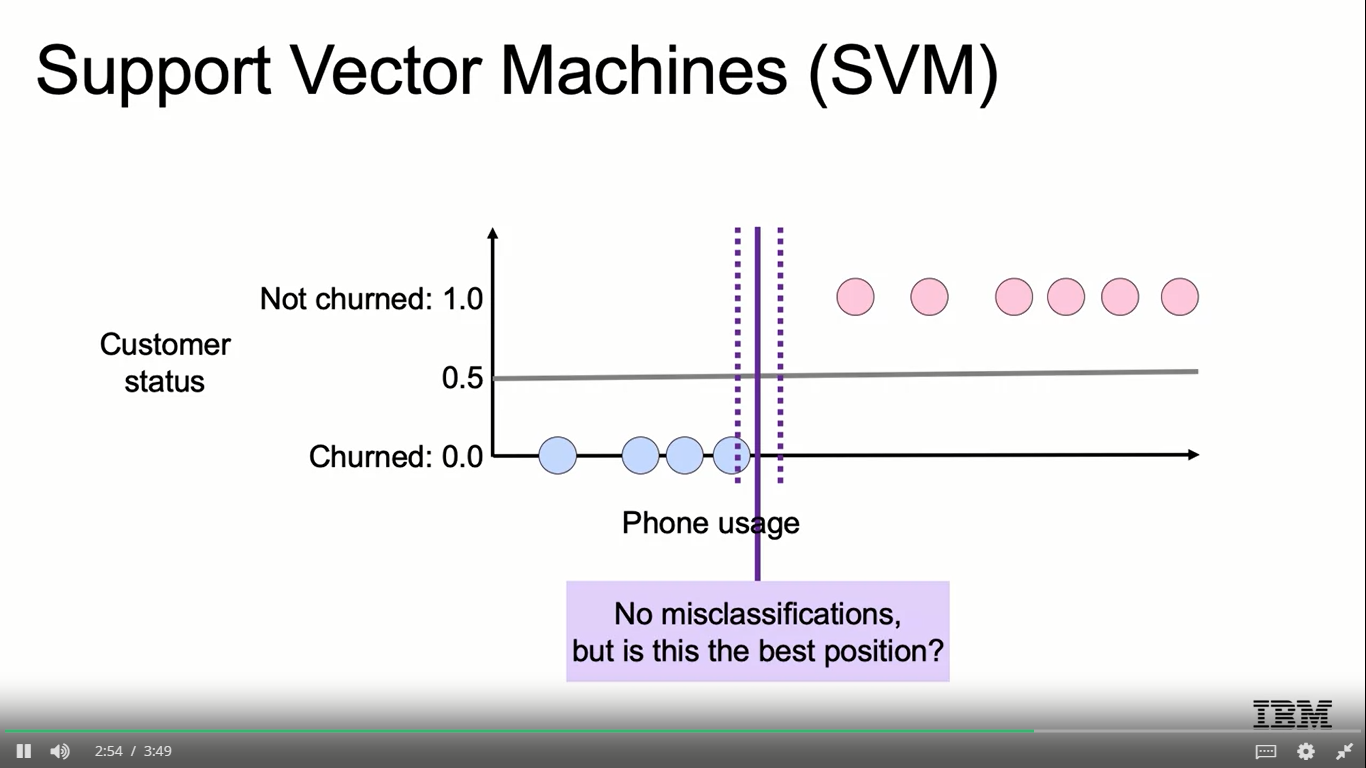 Support Vector Machines (SVM)
Not churned: 1.0
Customer
status
0.5
Churned: 0.0
Phone usage
No misclassifications,
but is this the best position?
IBM
2:54 / 3:49